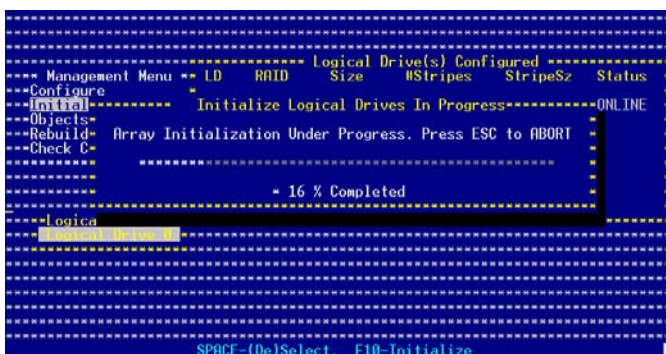 Logical Drive(s) Configured
Management Menu LD RAID Size #Stripes StripeSz Status
Configure
Initial Initialize Logical Drives In Progress ONLINE
Objects
Rebuild Array Initialization Under Progress. Press ESC to ABORT
Check C
16 % Completed
Logica
Logical Drive 0
SPACE-(De)Select, F10-Initialize